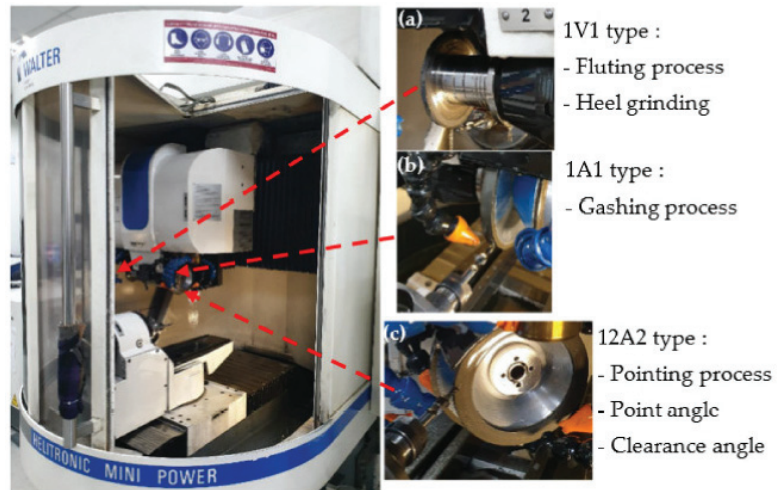 WALTER
HELITRONIC MINI POWER
(a)
2
1V1 type :
- Fluting process
- Heel grinding
(b)
1A1 type :
- Gashing process
(c)
12A2 type :
- Pointing process
- Point angle
- Clearance angle